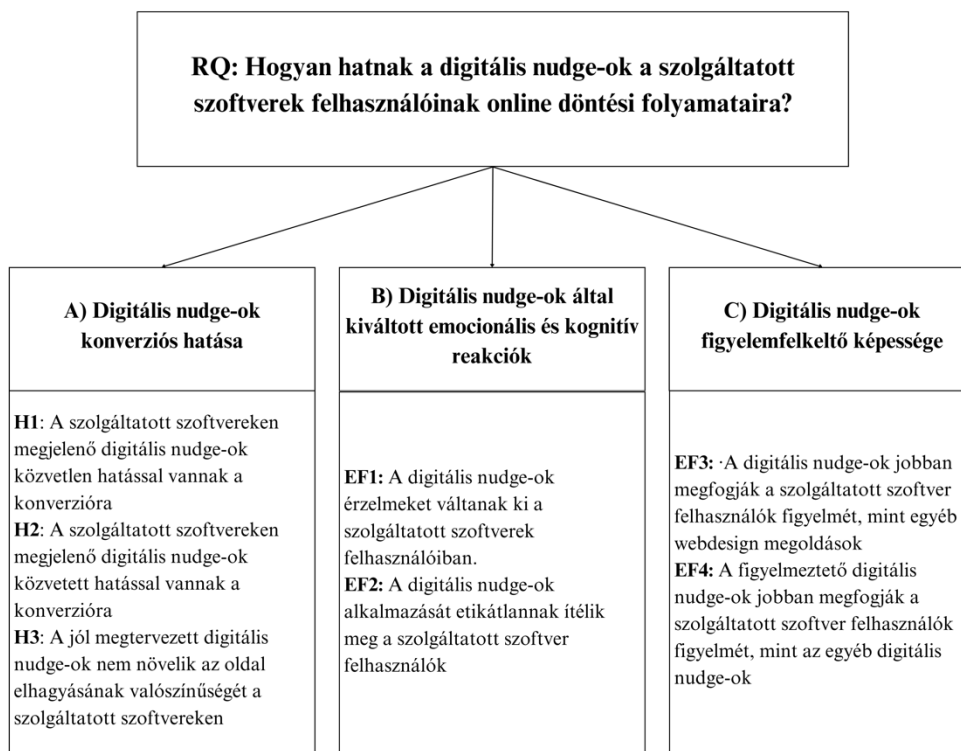 RQ: Hogyan hatnak a digitális nudge-ok a szolgáltatott
szoftverek felhasználóinak online döntési folyamataira?
A) Digitális nudge-ok
konverziós hatása
H1: A szolgáltatott szoftvereken
megjelenő digitális nudge-ok
közvetlen hatással vannak a
konverzióra
H2: A szolgáltatott szoftvereken
megjelenő digitális nudge-ok
közvetett hatással vannak a
konverzióra
H3: A jól megtervezett digitális
nudge-ok nem növelik az oldal
elhagyásának valószínűségét a
szolgáltatott szoftvereken
B) Digitális nudge-ok által
kiváltott emocionális és kognitív
reakciók
EF1: A digitális nudge-ok
érzelmeket váltanak ki a
szolgáltatott szoftverek
felhasználóiban.
EF2: A digitális nudge-ok
alkalmazását etikátlannak ítélik
meg a szolgáltatott szoftver
felhasználók
C) Digitális nudge-ok
figyelemfelkeltő képessége
EF3: ·A digitális nudge-ok jobban
megfogják a szolgáltatott szoftver
felhasználók figyelmét, mint egyéb
webdesign megoldások
EF4: A figyelmeztető digitális
nudge-ok jobban megfogják a
szolgáltatott szoftver felhasználók
figyelmét, mint az egyéb digitális
nudge-ok